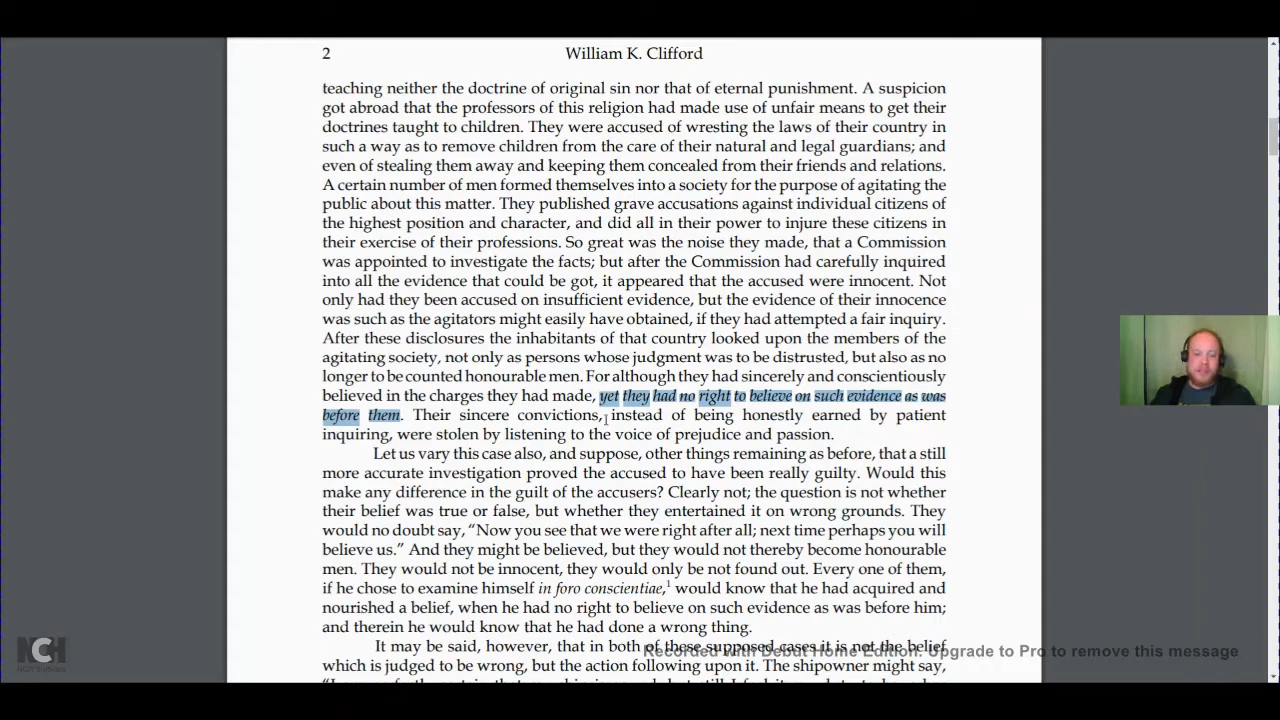 2 William K. Clifford
teaching neither the doctrine of original sin nor that of eternal punishment. A suspicion
got abroad that the professors of this religion had made use of unfair means to get their
doctrines taught to children. They were accused of wresting the laws of their country in
such a way as to remove children from the care of their natural and legal guardians; and
even of stealing them away and keeping them concealed from their friends and relations.
A certain number of men formed themselves into a society for the purpose of agitating the
public about this matter. They published grave accusations against individual citizens of
the highest position and character, and did all in their power to injure these citizens in
their exercise of their professions. So great was the noise they made, that a Commission
was appointed to investigate the facts; but after the Commission had carefully inquired
into all the evidence that could be got, it appeared that the accused were innocent. Not
only had they been accused on insufficient evidence, but the evidence of their innocence
was such as the agitators might easily have obtained, if they had attempted a fair inquiry.
After these disclosures the inhabitants of that country looked upon the members of the
agitating society, not only as persons whose judgment was to be distrusted, but also as no
longer to be counted honourable men. For although they had sincerely and conscientiously
believed in the charges they had made, yet they had no right to believe on such evidence as was
before them. Their sincere convictions, instead of being honestly earned by patient
inquiring, were stolen by listening to the voice of prejudice and passion.
Let us vary this case also, and suppose, other things remaining as before, that a still
more accurate investigation proved the accused to have been really guilty. Would this
make any difference in the guilt of the accusers? Clearly not; the question is not whether
their belief was true or false, but whether they entertained it on wrong grounds. They
would no doubt say, “Now you see that we were right after all; next time perhaps you will
believe us.” And they might be believed, but they would not thereby become honourable
men. They would not be innocent, they would only be not found out. Every one of them,
if he chose to examine himself in foro conscientiae,¹ would know that he had acquired and
nourished a belief, when he had no right to believe on such evidence as was before him;
and therein he would know that he had done a wrong thing.
It may be said, however, that in both of these supposed cases it is not the belief
Recorded with Debut Home Edition. Upgrade to Pro to remove this message
which is judged to be wrong, but the action following upon it. The shipowner might say,
NCH